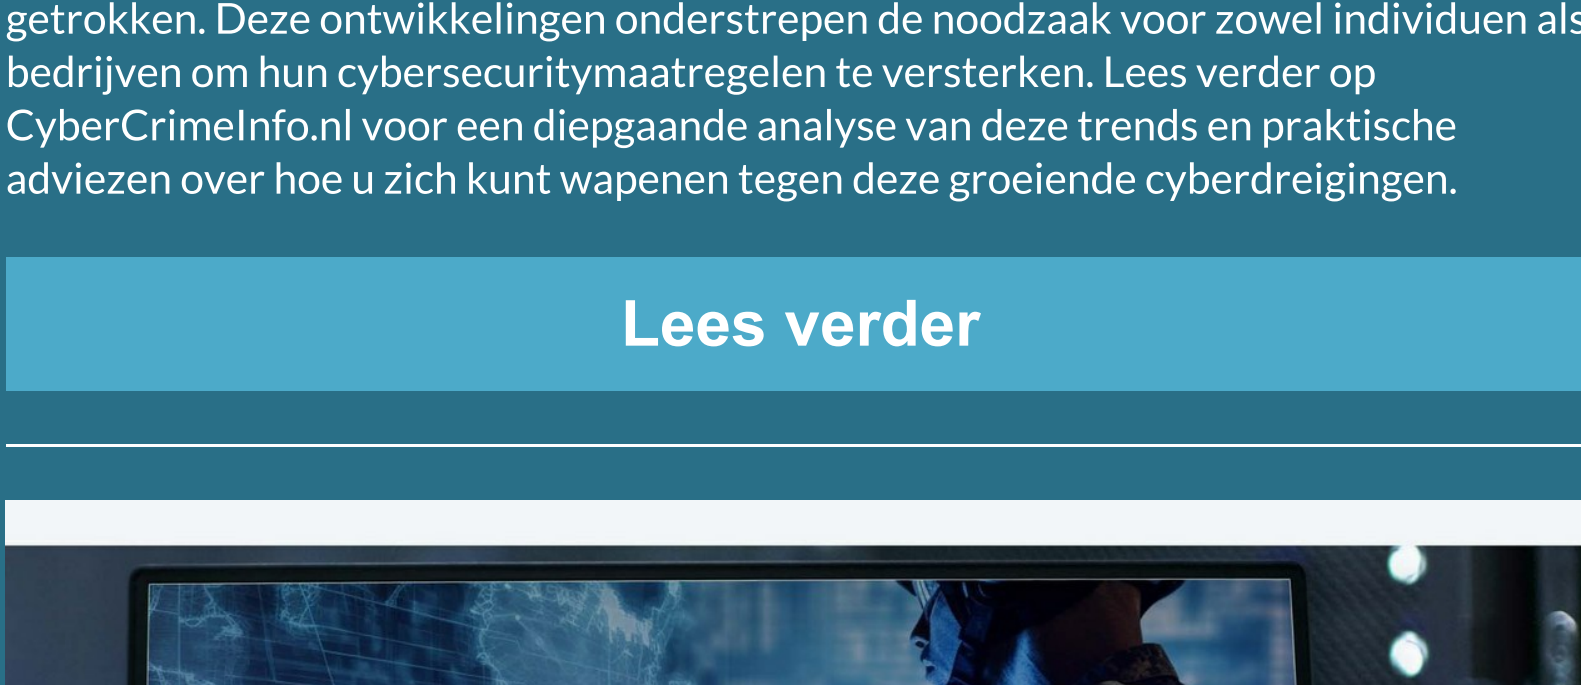 getrokken. Deze ontwikkelingen onderstrepen de noodzaak voor zowel individuen als
bedrijven om hun cybersecuritymaatregelen te versterken. Lees verder op
CyberCrimeInfo.nl voor een diepgaande analyse van deze trends en praktische
adviezen over hoe u zich kunt wapenen tegen deze groeiende cyberdreigingen.
Lees verder